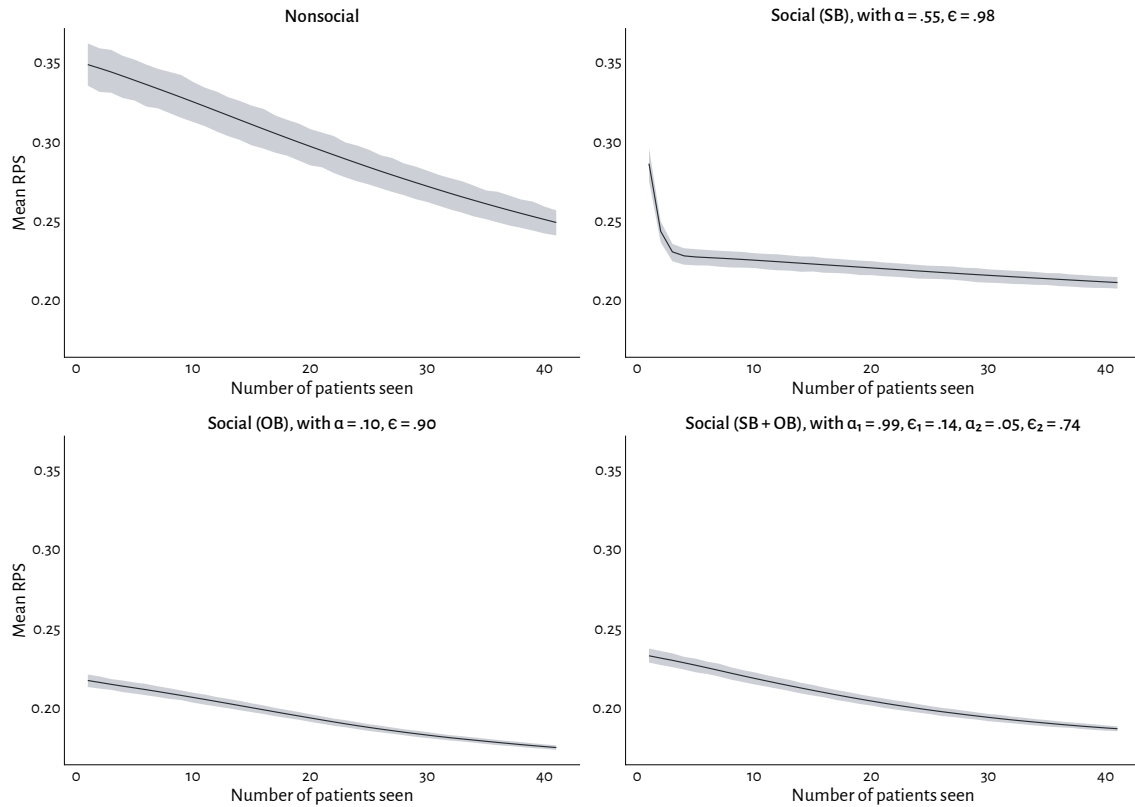 Nonsocial
Mean RPS
0.35
0.30
0.25
0.20
0 10 20 30 40
Number of patients seen
Social (SB), with α = .55, ϵ = .98
0.35
0.30
0.25
0.20
0 10 20 30 40
Number of patients seen
Social (OB), with α = .10, ϵ = .90
Mean RPS
0.35
0.30
0.25
0.20
0 10 20 30 40
Number of patients seen
Social (SB + OB), with α₁ = .99, ϵ₁ = .14, α₂ = .05, ϵ₂ = .74
0.35
0.30
0.25
0.20
0 10 20 30 40
Number of patients seen